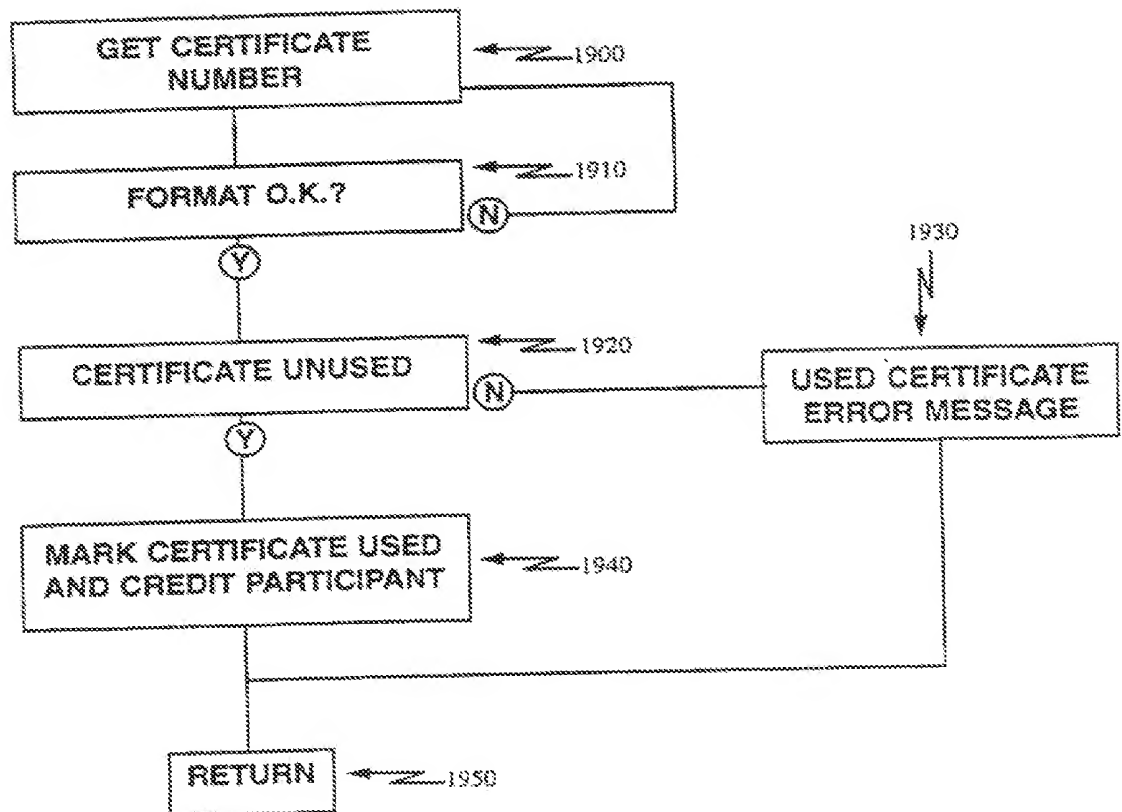 GET CERTIFICATE
NUMBER
1900
FORMAT O.K.?
1910
N
Y
1930
CERTIFICATE UNUSED
1920
N
USED CERTIFICATE
ERROR MESSAGE
Y
MARK CERTIFICATE USED
AND CREDIT PARTICIPANT
1940
RETURN
1950